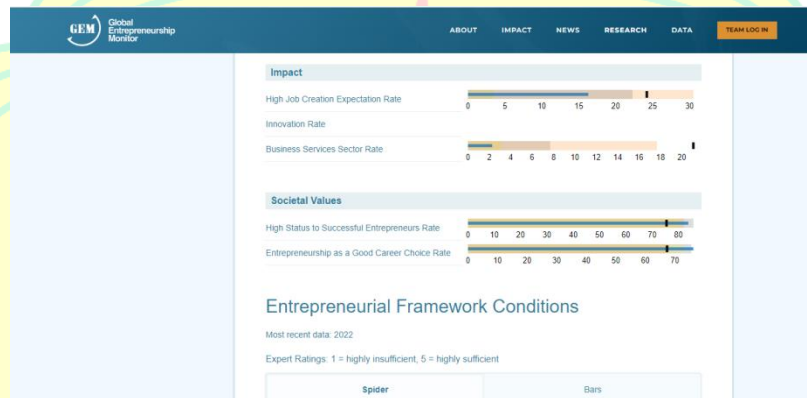 GEM Global
Entrepreneurship
Monitor
ABOUT IMPACT NEWS RESEARCH DATA TEAM LOG IN
Impact
High Job Creation Expectation Rate
0 5 10 15 20 25 30
Innovation Rate
Business Services Sector Rate
0 2 4 6 8 10 12 14 16 18 20
Societal Values
High Status to Successful Entrepreneurs Rate
0 10 20 30 40 50 60 70 80
Entrepreneurship as a Good Career Choice Rate
0 10 20 30 40 50 60 70
Entrepreneurial Framework Conditions
Most recent data: 2022
Expert Ratings: 1 = highly insufficient, 5 = highly sufficient
Spider Bars